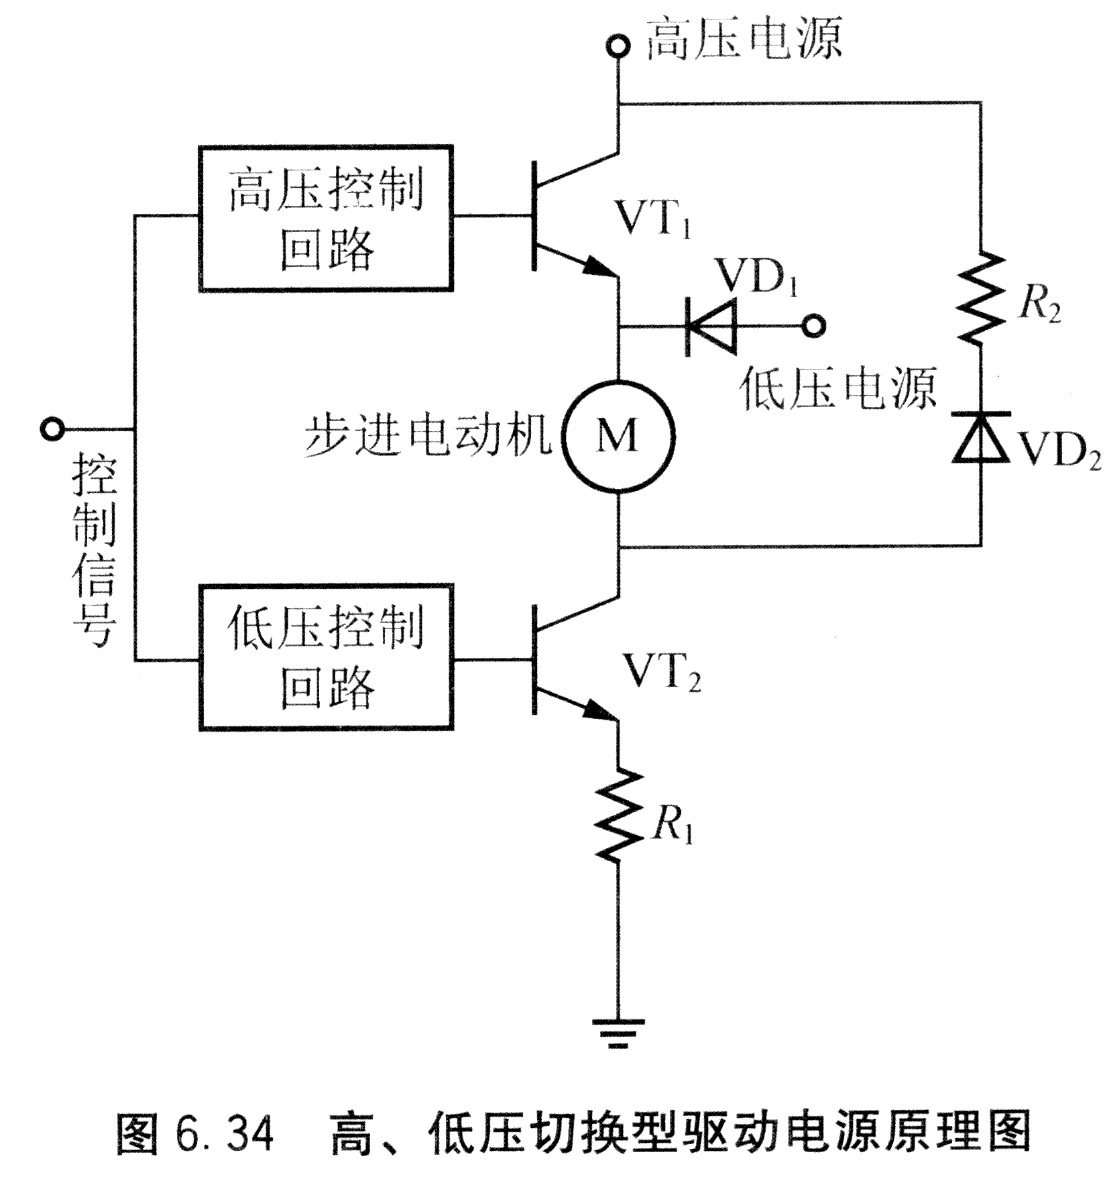 高压电源
高压控制
回路
VT₁
VD₁
R₂
低压电源
步进电动机
M
VD₂
控制信号
低压控制
回路
VT₂
R₁
图 6.34 高、低压切换型驱动电源原理图